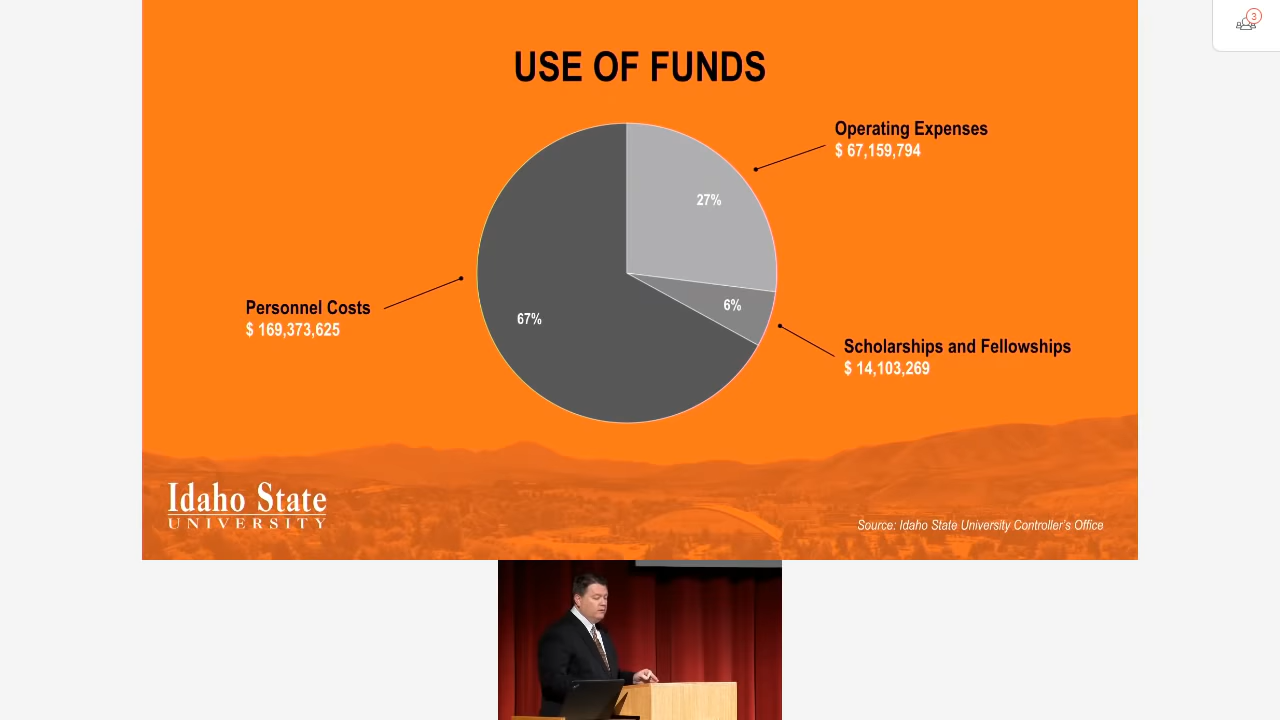 3
USE OF FUNDS
Operating Expenses
$ 67,159,794
27%
6%
Personnel Costs
$ 169,373,625
67%
Scholarships and Fellowships
$ 14,103,269
Idaho State
UNIVERSITY
Source: Idaho State University Controller's Office